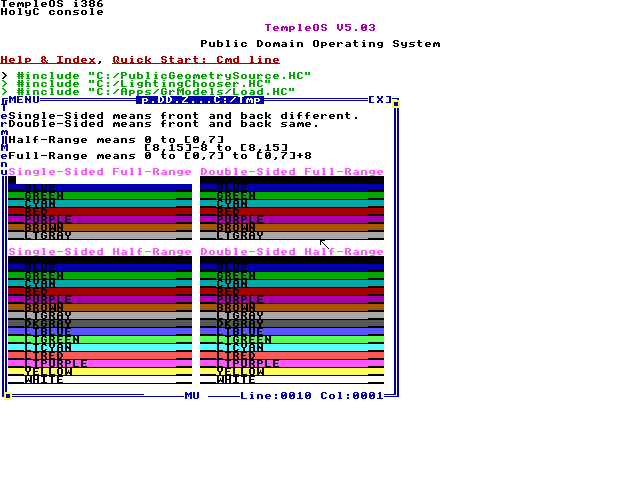 TempleOS i386
HolyC console
TempleOS V5.03
Public Domain Operating System
Help & Index, Quick Start: Cmd line
> #include "C:/PublicGeometrySource.HC"
> #include "C:/LightingChooser.HC"
> #include "C:/Apps/GrModels/Load.HC"
MENU p.DD.Z...C:/Tmp [X]
Single-Sided means front and back different.
Double-Sided means front and back same.
Half-Range means 0 to [0,7]
[8,15]-8 to [8,15]
Full-Range means 0 to [0,7] to [0,7]+8
Single-Sided Full-Range Double-Sided Full-Range
BLUE BLUE
GREEN GREEN
CYAN CYAN
RED RED
PURPLE PURPLE
BROWN BROWN
LTGRAY LTGRAY
Single-Sided Half-Range Double-Sided Half-Range
BLUE BLUE
GREEN GREEN
CYAN CYAN
RED RED
PURPLE PURPLE
BROWN BROWN
LTGRAY LTGRAY
DKGRAY DKGRAY
LTBLUE LTBLUE
LTGREEN LTGREEN
LTCYAN LTCYAN
LTRED LTRED
LTPURPLE LTPURPLE
YELLOW YELLOW
WHITE WHITE
MU Line:0010 Col:0001